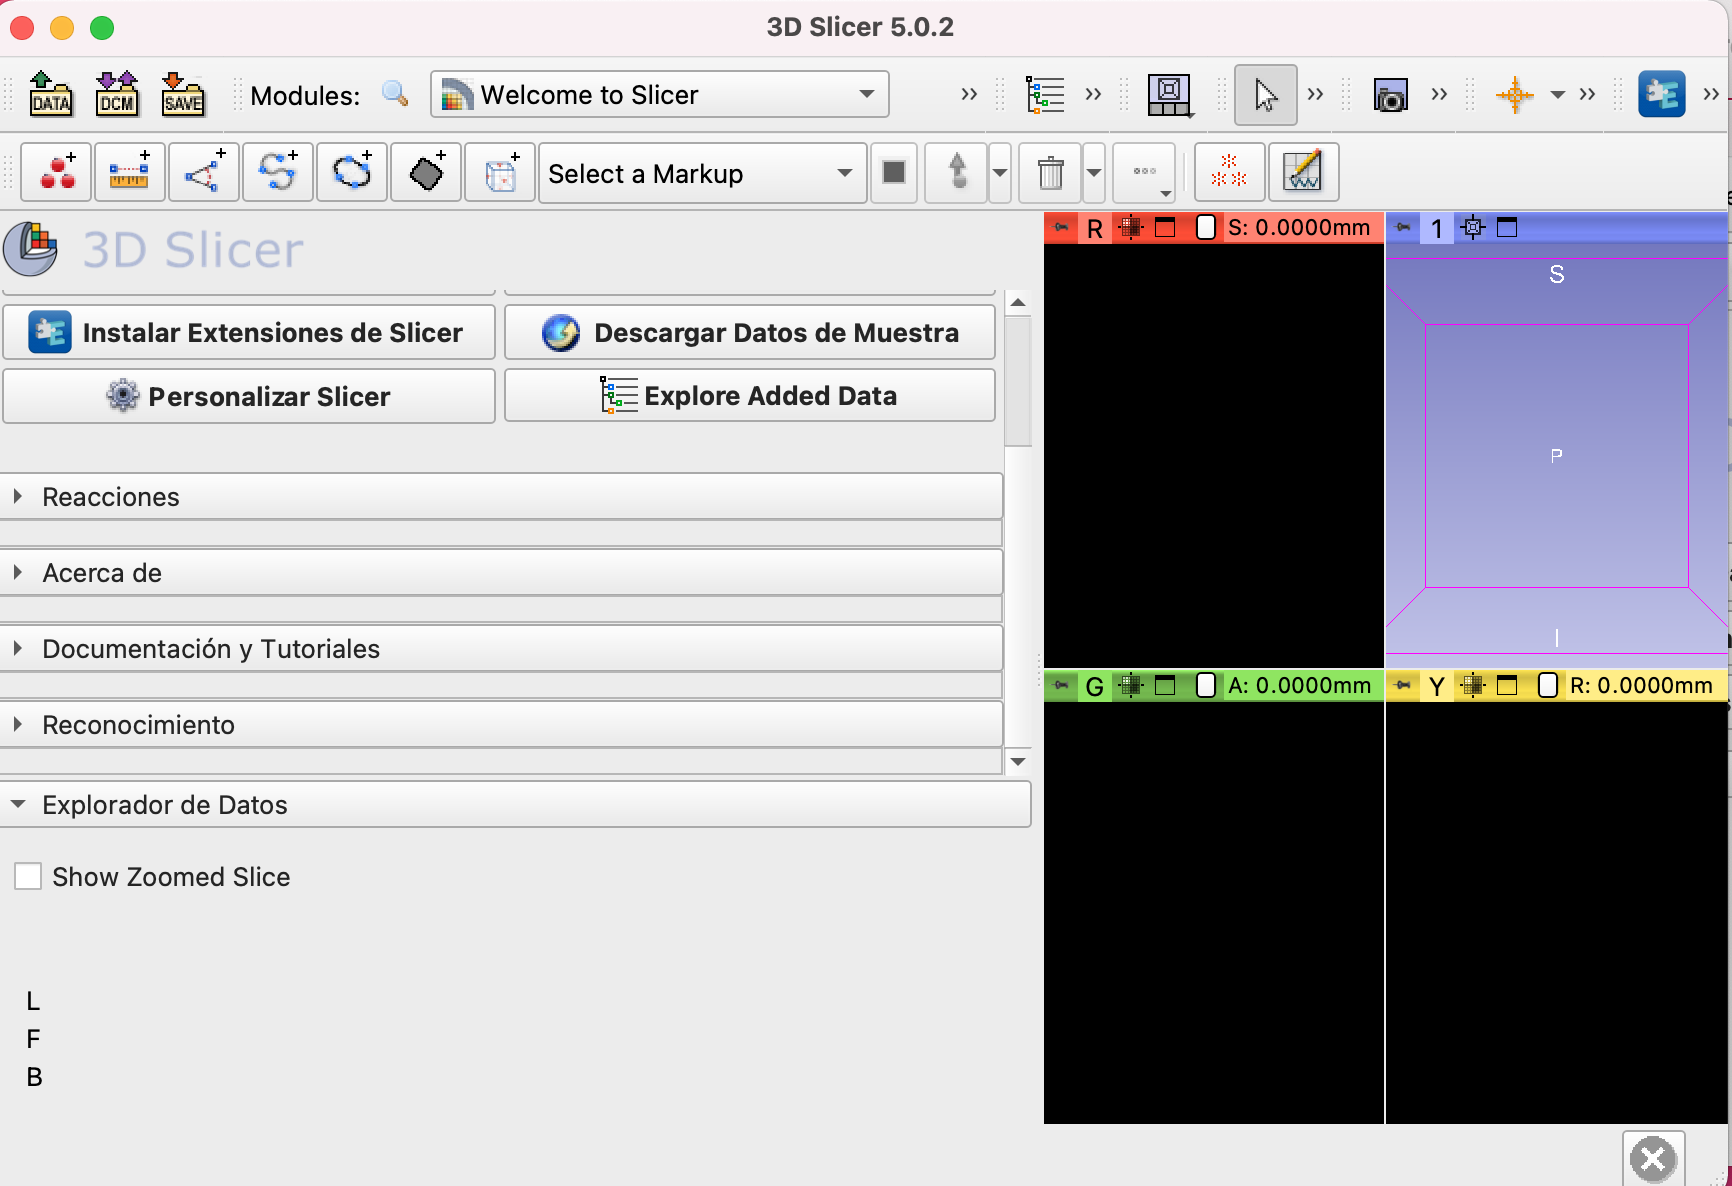 3D Slicer 5.0.2
DATA DCM SAVE Modules: Welcome to Slicer
Select a Markup
3D Slicer
Instalar Extensiones de Slicer Descargar Datos de Muestra
Personalizar Slicer Explore Added Data
Reacciones
Acerca de
Documentación y Tutoriales
Reconocimiento
Explorador de Datos
Show Zoomed Slice
L
F
B
R S: 0.0000mm 1
S
P
I
G A: 0.0000mm Y R: 0.0000mm